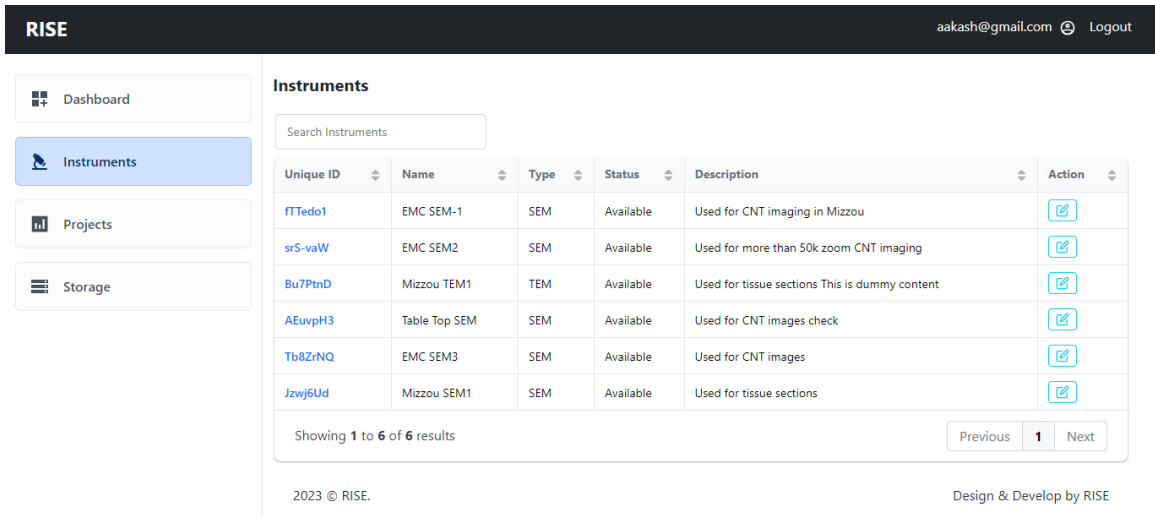 RISE aakash@gmail.com Logout
Dashboard
Instruments
Projects
Storage
Instruments
Search Instruments
Unique ID Name Type Status Description Action
fTTedo1 EMC SEM-1 SEM Available Used for CNT imaging in Mizzou
srS-vaW EMC SEM2 SEM Available Used for more than 50k zoom CNT imaging
Bu7PtnD Mizzou TEM1 TEM Available Used for tissue sections This is dummy content
AEuvpH3 Table Top SEM SEM Available Used for CNT images check
Tb8ZrNQ EMC SEM3 SEM Available Used for CNT images
Jzwj6Ud Mizzou SEM1 SEM Available Used for tissue sections
Showing 1 to 6 of 6 results Previous 1 Next
2023 © RISE. Design & Develop by RISE